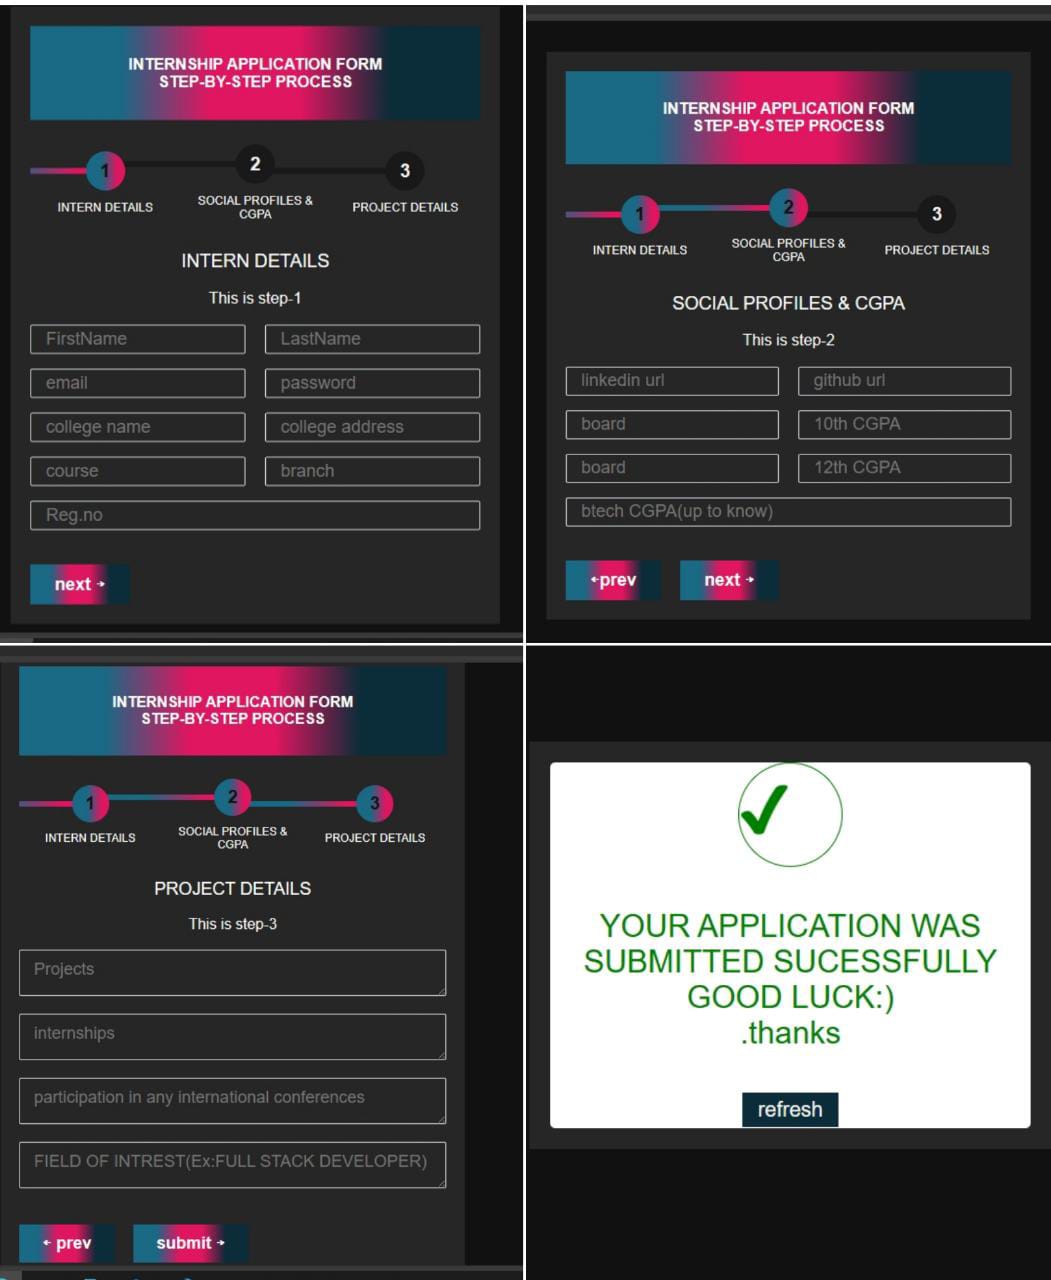 INTERNSHIP APPLICATION FORM
STEP-BY-STEP PROCESS
1
2
3
INTERN DETAILS
SOCIAL PROFILES &
CGPA
PROJECT DETAILS
INTERN DETAILS
This is step-1
FirstName
LastName
email
password
college name
college address
course
branch
Reg.no
next →
INTERNSHIP APPLICATION FORM
STEP-BY-STEP PROCESS
1
2
3
INTERN DETAILS
SOCIAL PROFILES &
CGPA
PROJECT DETAILS
SOCIAL PROFILES & CGPA
This is step-2
linkedin url
github url
board
10th CGPA
board
12th CGPA
btech CGPA(up to know)
←prev
next →
INTERNSHIP APPLICATION FORM
STEP-BY-STEP PROCESS
1
2
3
INTERN DETAILS
SOCIAL PROFILES &
CGPA
PROJECT DETAILS
PROJECT DETAILS
This is step-3
Projects
internships
participation in any international conferences
FIELD OF INTREST(Ex:FULL STACK DEVELOPER)
← prev
submit →
YOUR APPLICATION WAS
SUBMITTED SUCESSFULLY
GOOD LUCK:)
.thanks
refresh